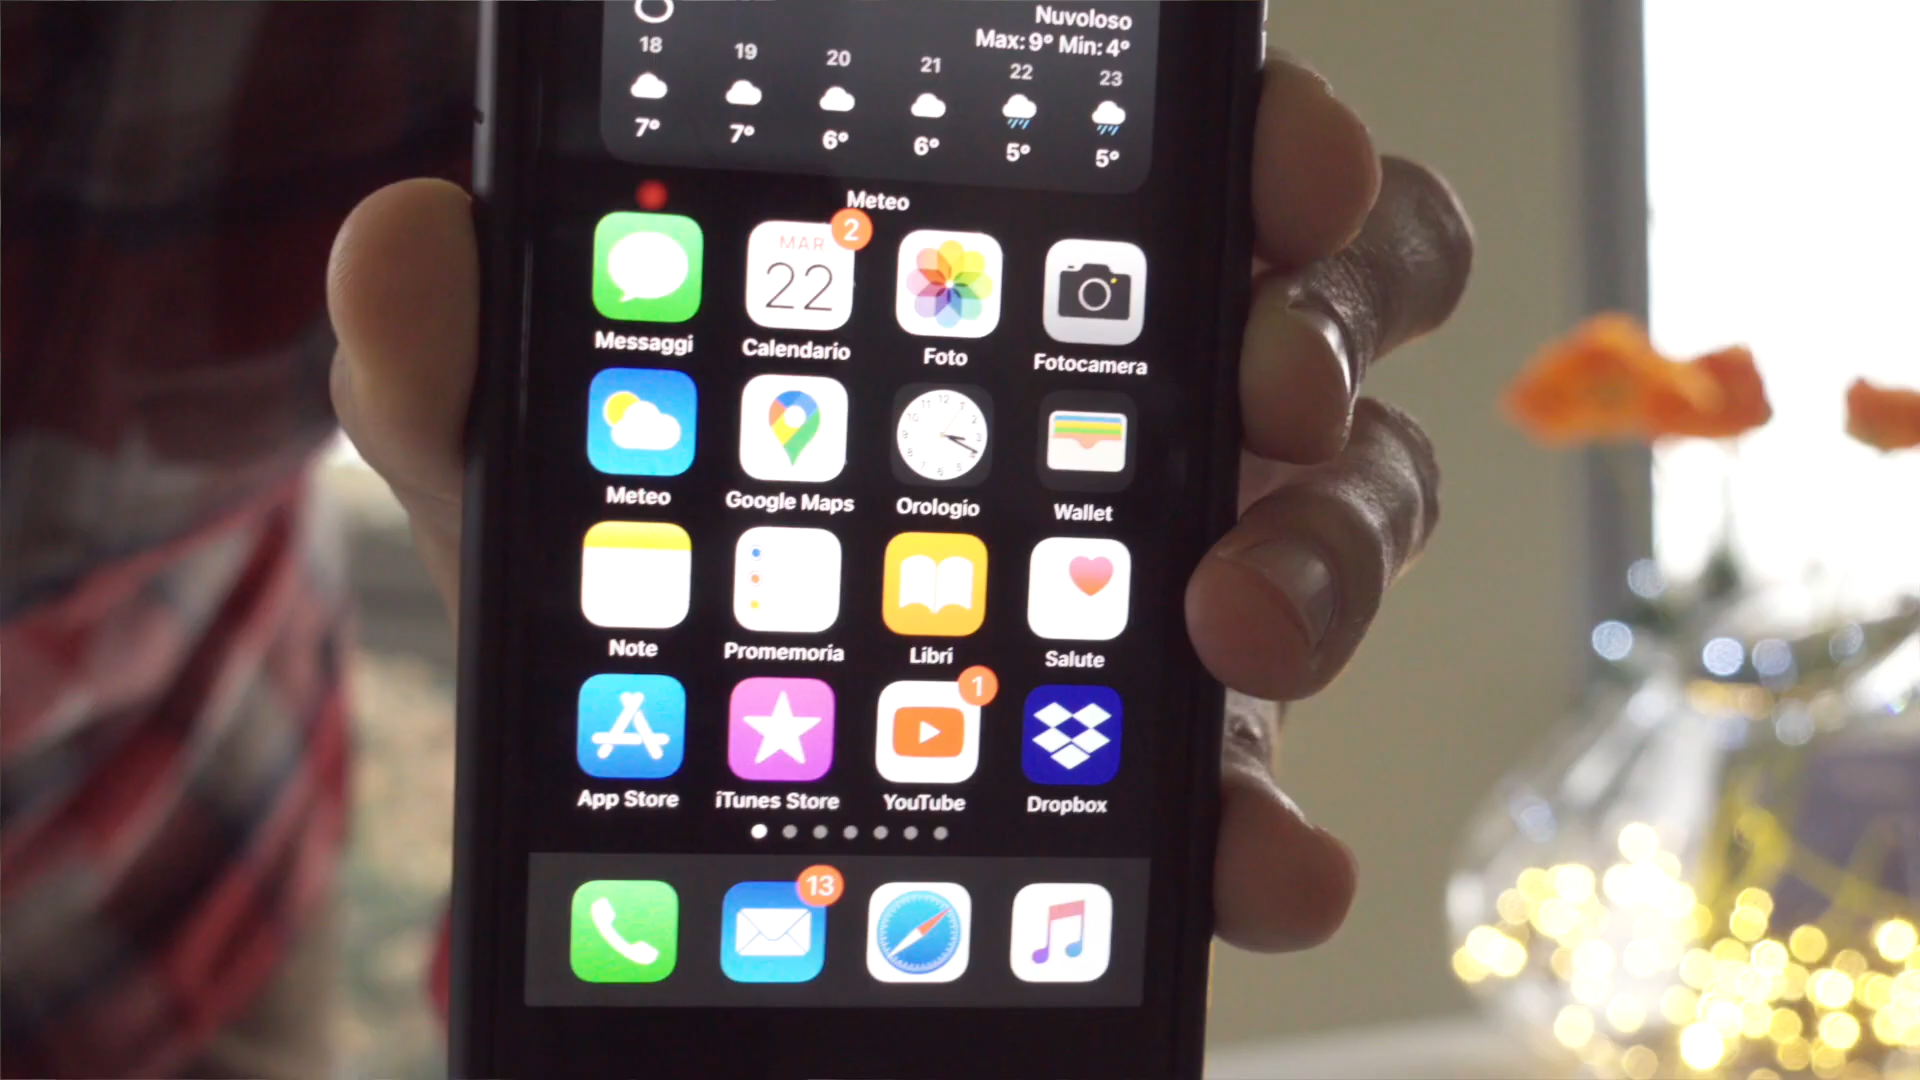 Nuvoloso
Max: 9° Min: 4°
18 19 20 21 22 23
7° 7° 6° 6° 5° 5°
Meteo
MAR 2
22
Messaggi Calendario Foto Fotocamera
Meteo Google Maps Orologio Wallet
Note Promemoria Libri Salute
1
App Store iTunes Store YouTube Dropbox
13